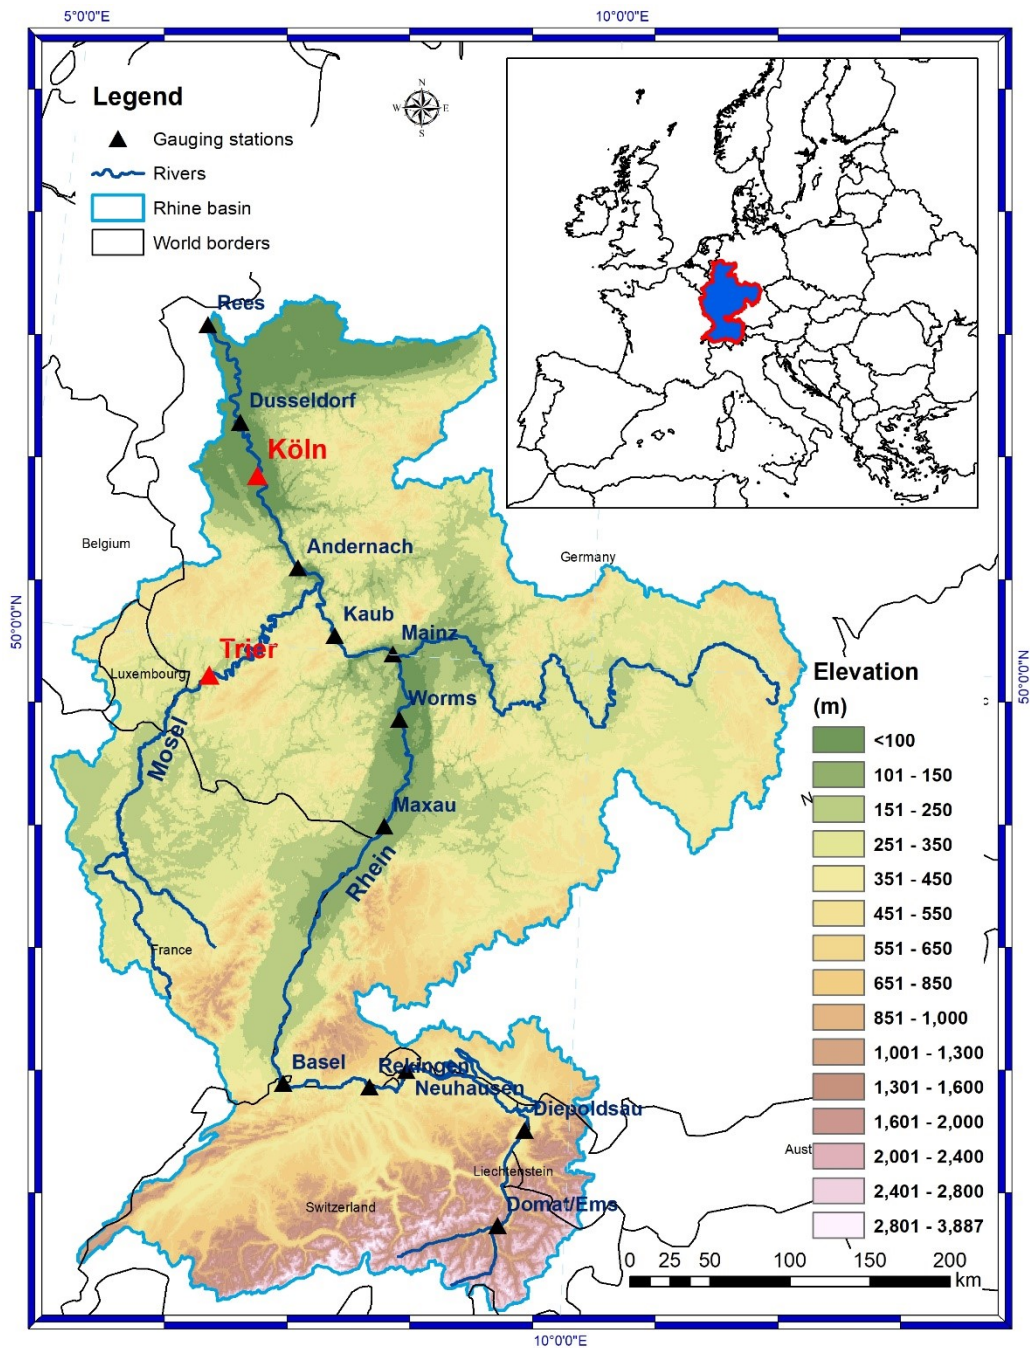 5°0'0"E
10°0'0"E
Legend
Gauging stations
Rivers
Rhine basin
World borders
N
W
E
S
Rees
Dusseldorf
Köln
Belgium
Andernach
Germany
50°0'0"N
Kaub
Mainz
Trier
Luxembourg
50°0'0"N
Worms
Mosel
Maxau
Rhein
France
Elevation
(m)
<100
101 - 150
151 - 250
251 - 350
351 - 450
451 - 550
551 - 650
651 - 850
851 - 1,000
1,001 - 1,300
1,301 - 1,600
1,601 - 2,000
2,001 - 2,400
2,401 - 2,800
2,801 - 3,887
Basel
Rekingen
Neuhausen
Diepoldsau
Aust
Liechtenstein
Switzerland
Domat/Ems
0 25 50 100 150 200
km
10°0'0"E